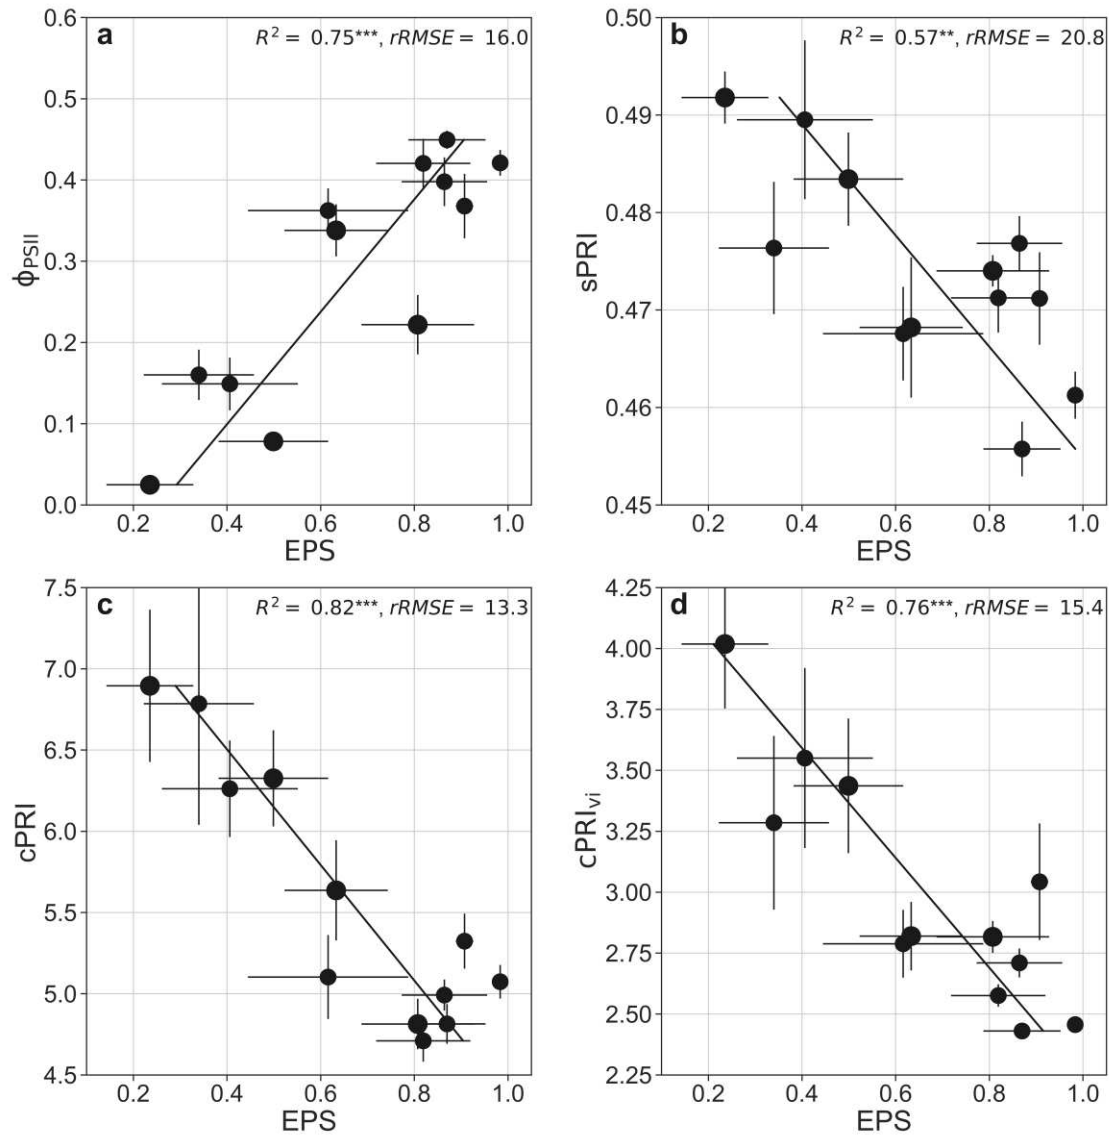 a
R² = 0.75***, rRMSE = 16.0
0.6
0.5
0.4
0.3
0.2
0.1
0.0
ϕPSII
0.2 0.4 0.6 0.8 1.0
EPS
b
R² = 0.57**, rRMSE = 20.8
0.50
0.49
0.48
0.47
0.46
0.45
sPRI
0.2 0.4 0.6 0.8 1.0
EPS
c
R² = 0.82***, rRMSE = 13.3
7.5
7.0
6.5
6.0
5.5
5.0
4.5
cPRI
0.2 0.4 0.6 0.8 1.0
EPS
d
R² = 0.76***, rRMSE = 15.4
4.25
4.00
3.75
3.50
3.25
3.00
2.75
2.50
2.25
cPRIvi
0.2 0.4 0.6 0.8 1.0
EPS